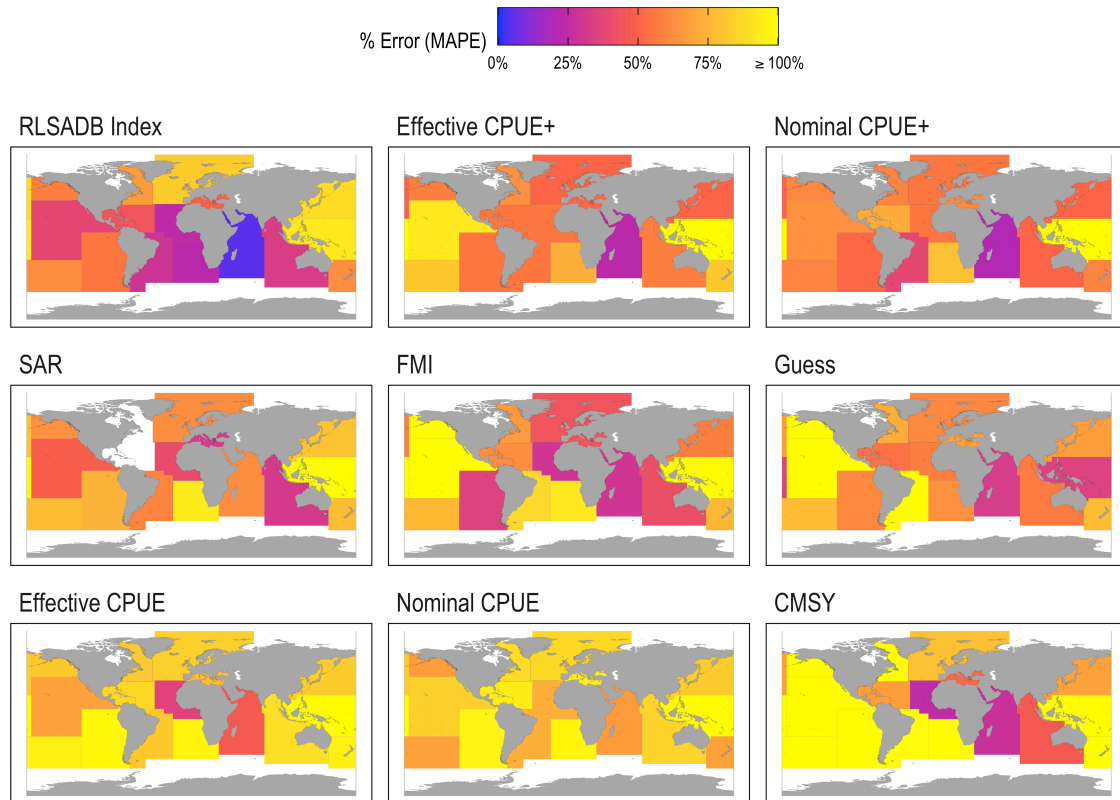 % Error (MAPE)
0% 25% 50% 75% ≥ 100%
RLSADB Index
Effective CPUE+
Nominal CPUE+
SAR
FMI
Guess
Effective CPUE
Nominal CPUE
CMSY